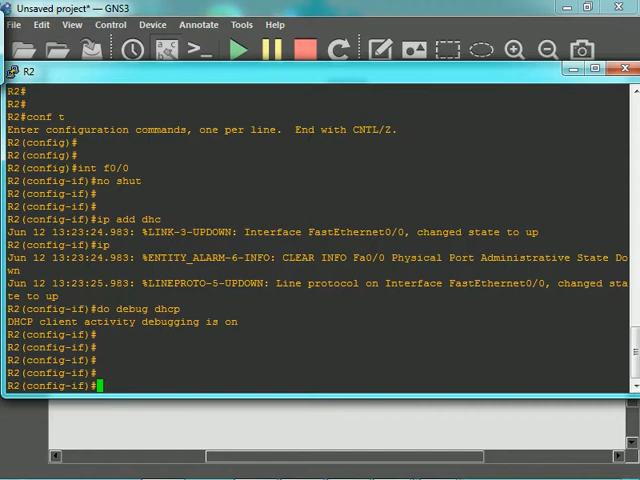 Unsaved project* — GNS3
File Edit View Control Device Annotate Tools Help
R2
R2#
R2#
R2#conf t
Enter configuration commands, one per line.  End with CNTL/Z.
R2(config)#
R2(config)#
R2(config)#int f0/0
R2(config-if)#no shut
R2(config-if)#
R2(config-if)#
R2(config-if)#ip add dhc
Jun 12 13:23:24.983: %LINK-3-UPDOWN: Interface FastEthernet0/0, changed state to up
R2(config-if)#ip
Jun 12 13:23:24.983: %ENTITY_ALARM-6-INFO: CLEAR INFO Fa0/0 Physical Port Administrative State Do
wn
Jun 12 13:23:25.983: %LINEPROTO-5-UPDOWN: Line protocol on Interface FastEthernet0/0, changed sta
te to up
R2(config-if)#do debug dhcp
DHCP client activity debugging is on
R2(config-if)#
R2(config-if)#
R2(config-if)#
R2(config-if)#
R2(config-if)#